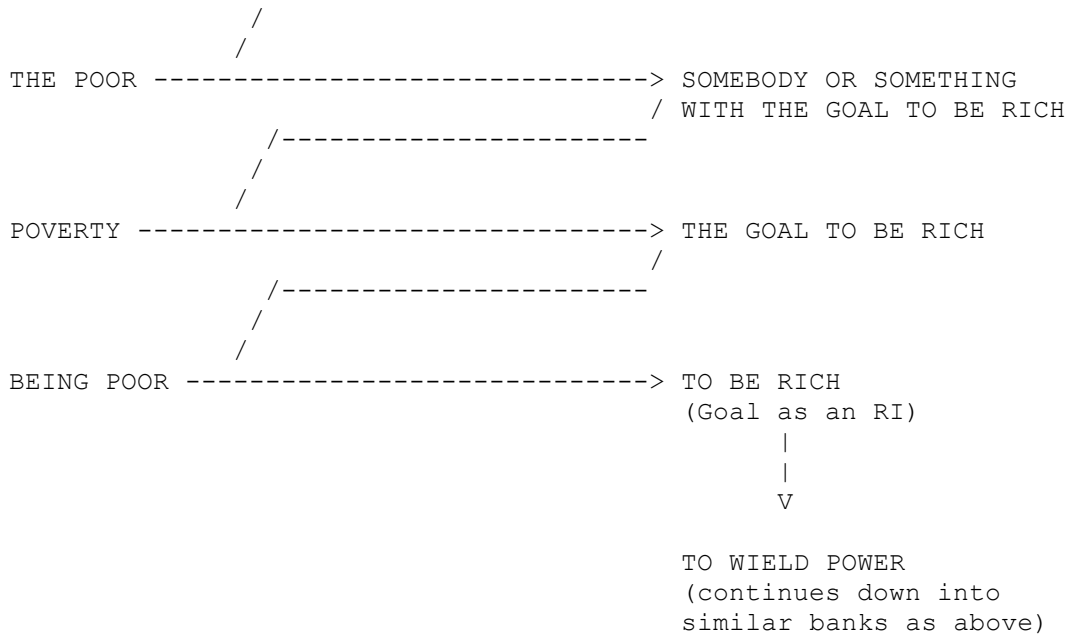 THE POOR -------------------------------> SOMEBODY OR SOMETHING
/ WITH THE GOAL TO BE RICH
/-----------------------
POVERTY --------------------------------> THE GOAL TO BE RICH
/-----------------------
BEING POOR -----------------------------> TO BE RICH
(Goal as an RI)
|
|
V
TO WIELD POWER
(continues down into
similar banks as above)